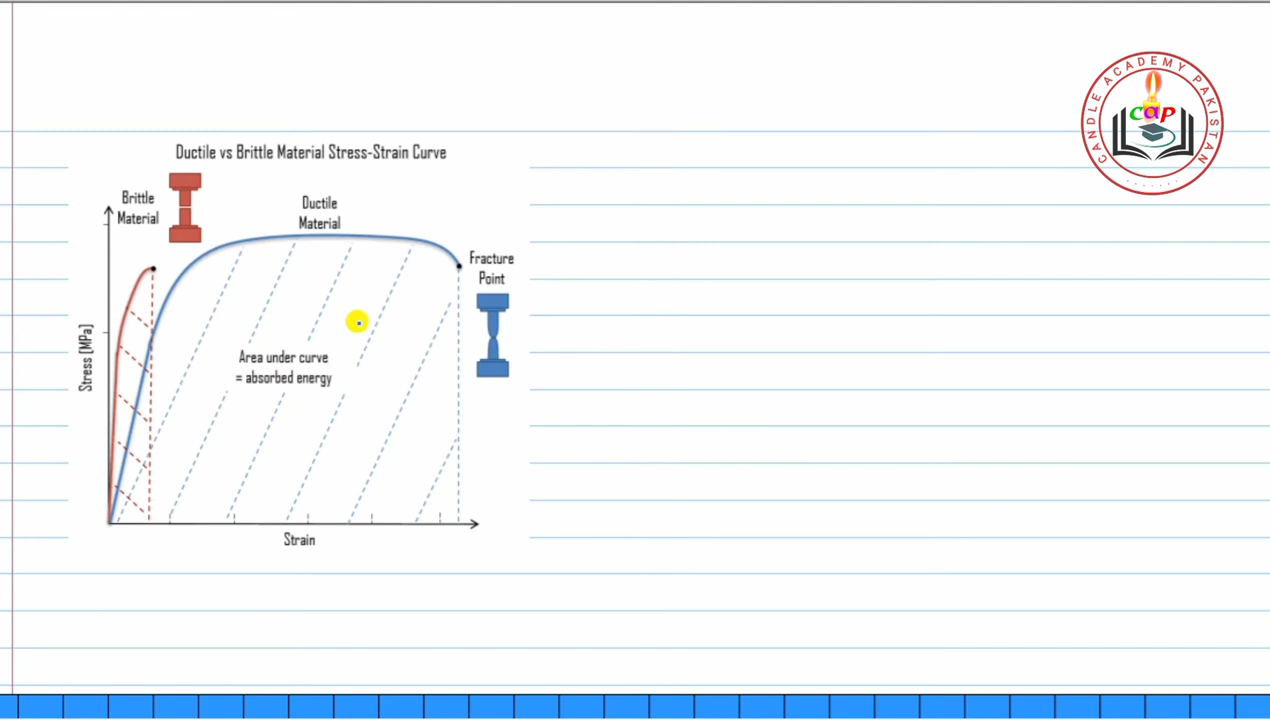 Ductile vs Brittle Material Stress-Strain Curve
Brittle
Material
Ductile
Material
Fracture
Point
Area under curve
= absorbed energy
Stress [MPa]
Strain
CANDLE ACADEMY PAKISTAN
CAP